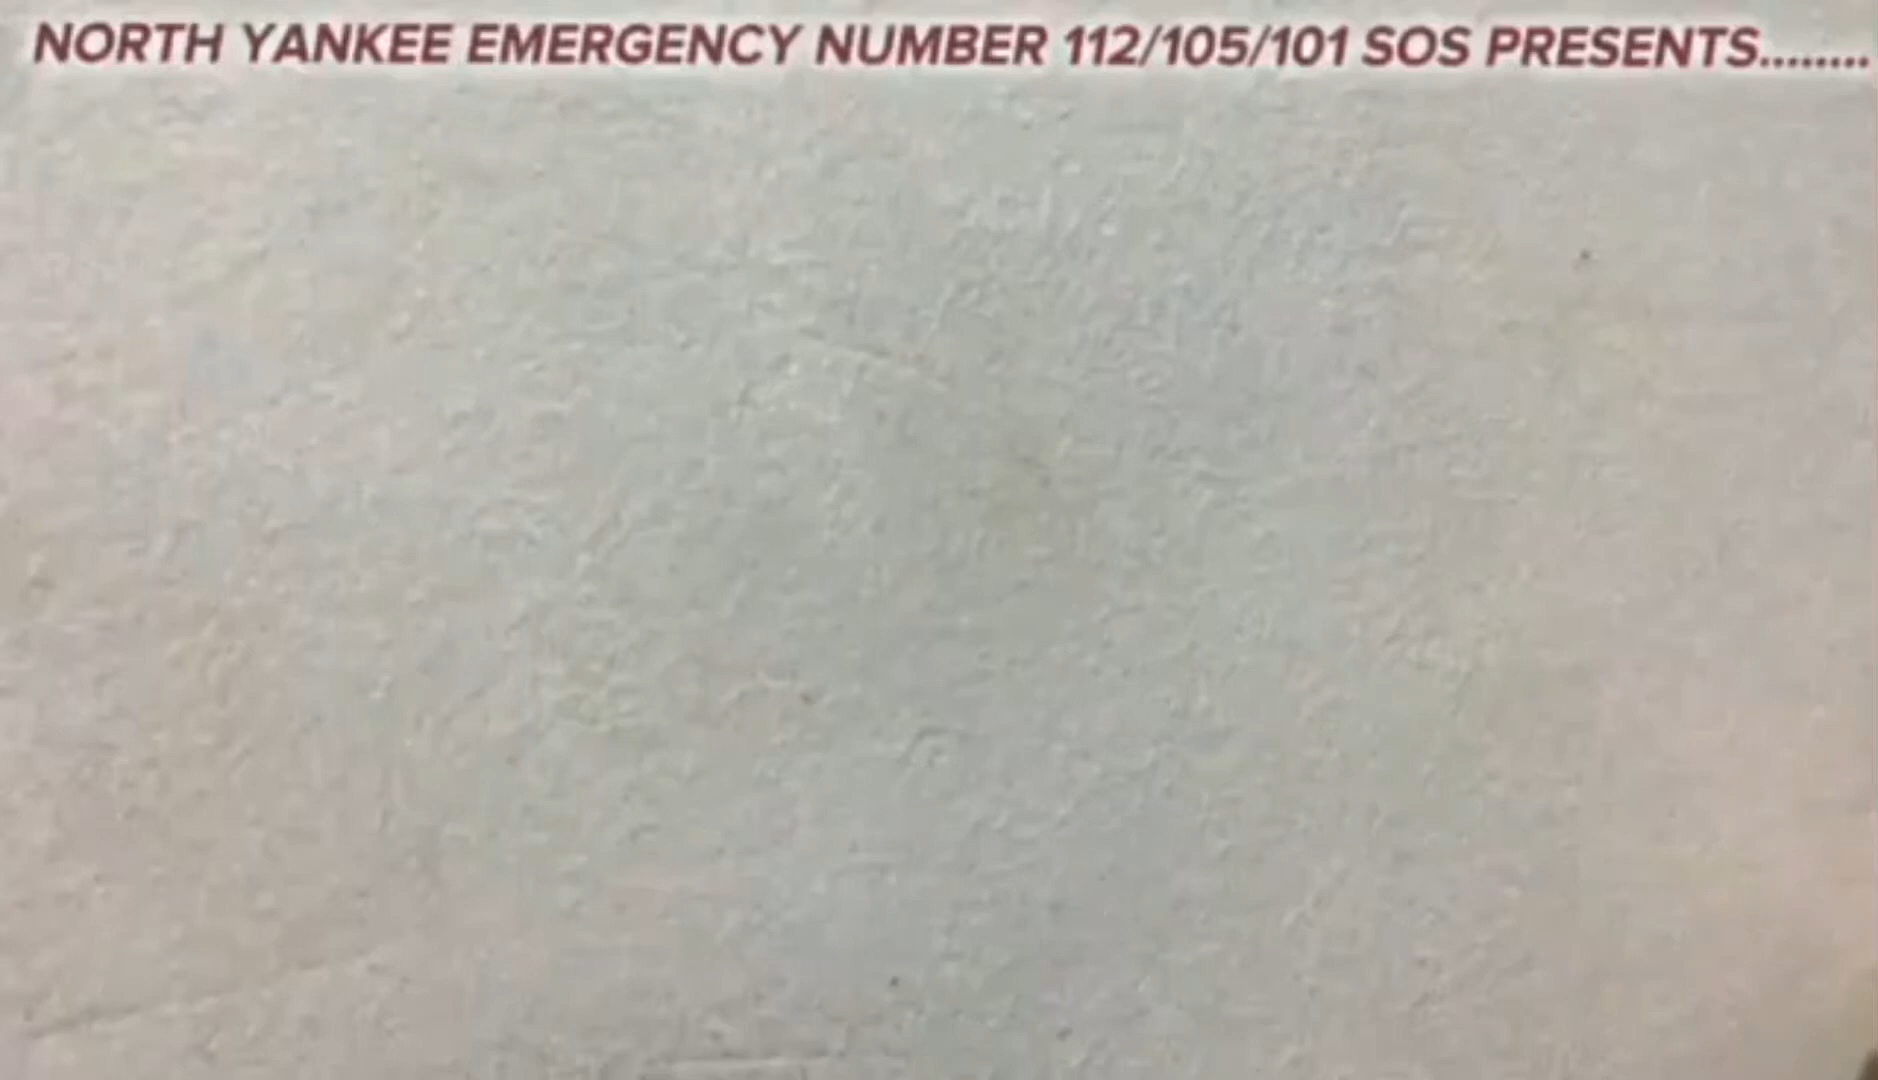 NORTH YANKEE EMERGENCY NUMBER 112/105/101 SOS PRESENTS........